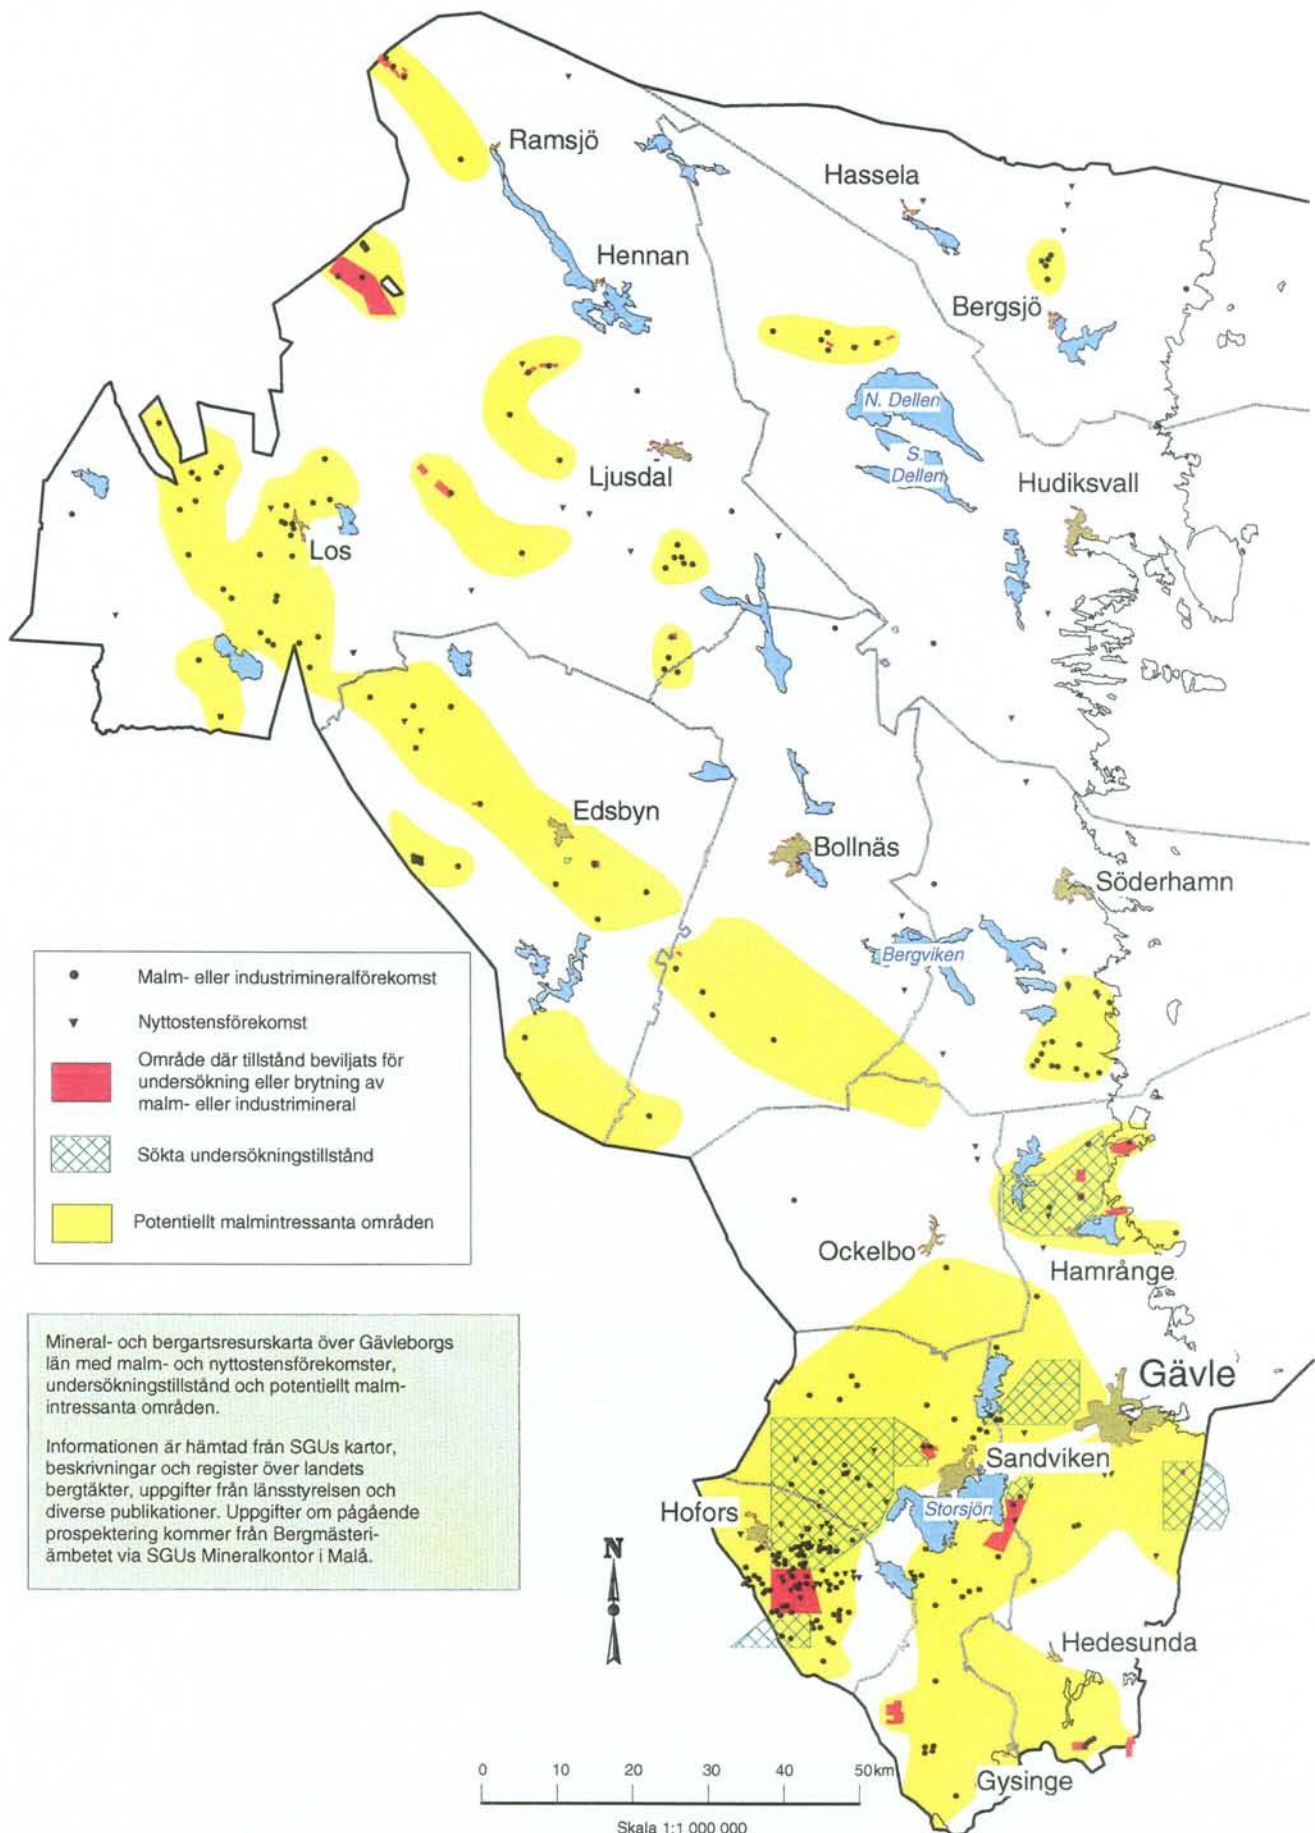 Ramsjö
Hassela
Hennan
Bergsjö
N. Dellen
S.
Dellen
Ljusdal
Hudiksvall
Los
Edsbyn
Bollnäs
Söderhamn
Bergviken
Malm- eller industrimineralförekomst
Nyttostensförekomst
Område där tillstånd beviljats för
undersökning eller brytning av
malm- eller industrimineral
Sökta undersökningstillstånd
Potentiellt malmintressanta områden
Ockelbo
Hamrånge
Mineral- och bergartsresurskarta över Gävleborgs
län med malm- och nyttostensförekomster,
undersökningstillstånd och potentiellt malm-
intressanta områden.
Informationen är hämtad från SGUs kartor,
beskrivningar och register över landets
bergtäkter, uppgifter från länsstyrelsen och
diverse publikationer. Uppgifter om pågående
prospektering kommer från Bergmästeri-
ämbetet via SGUs Mineralkontor i Malå.
Gävle
Sandviken
Hofors
Storsjön
N
Hedesunda
Gysinge
0 10 20 30 40 50km
Skala 1:1 000 000